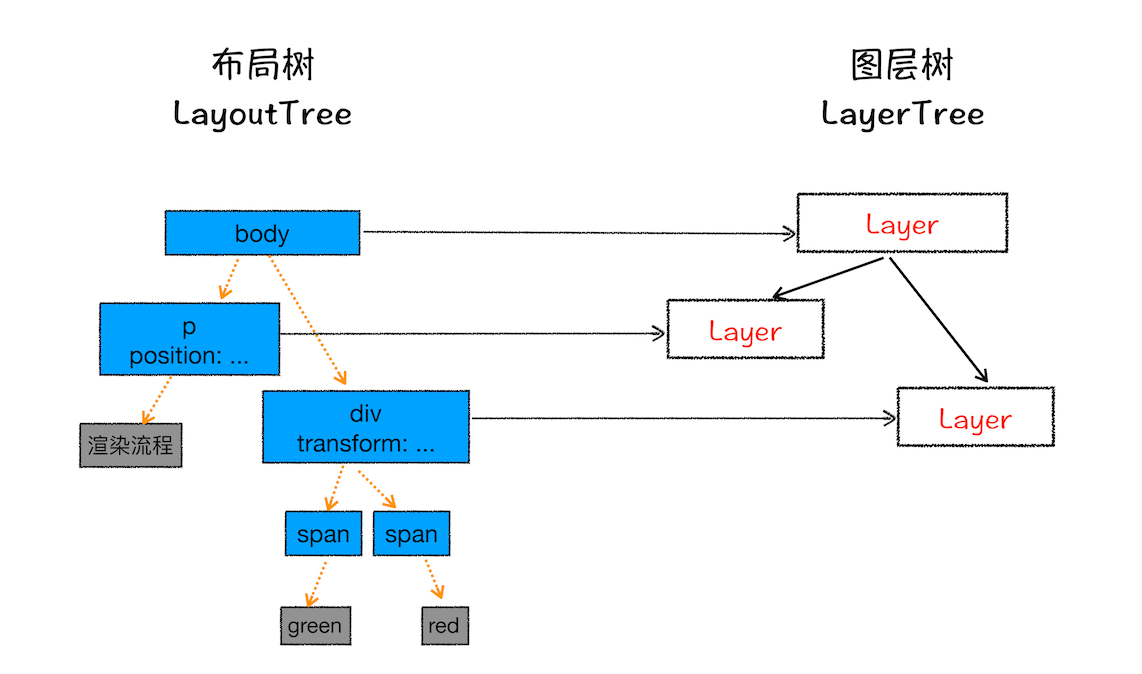 布局树
LayoutTree
图层树
LayerTree
body
Layer
p
position: ...
Layer
div
transform: ...
Layer
渲染流程
span
span
green
red